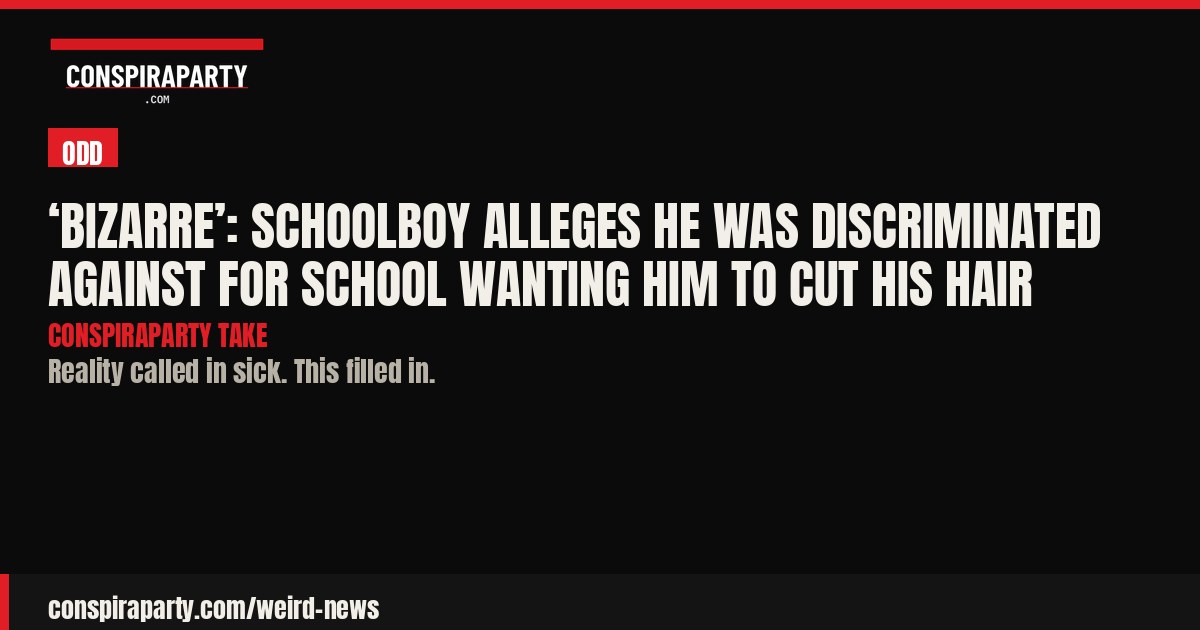 CONSPIRAPARTY
.COM
ODD
‘BIZARRE’: SCHOOLBOY ALLEGES HE WAS DISCRIMINATED
AGAINST FOR SCHOOL WANTING HIM TO CUT HIS HAIR
CONSPIRAPARTY TAKE
Reality called in sick. This filled in.
conspiraparty.com/weird-news